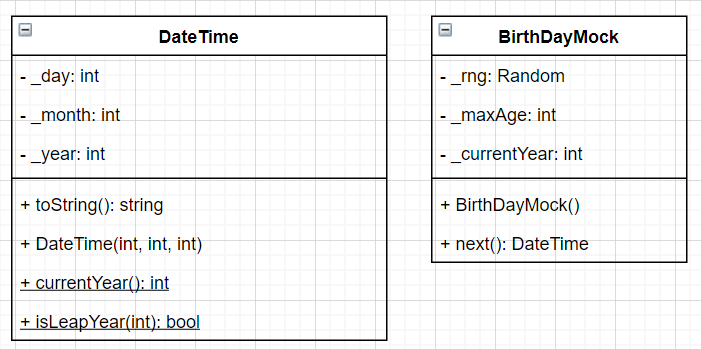 DateTime
- _day: int
- _month: int
- _year: int
+ toString(): string
+ DateTime(int, int, int)
+ currentYear(): int
+ isLeapYear(int): bool
BirthDayMock
- _rng: Random
- _maxAge: int
- _currentYear: int
+ BirthDayMock()
+ next(): DateTime